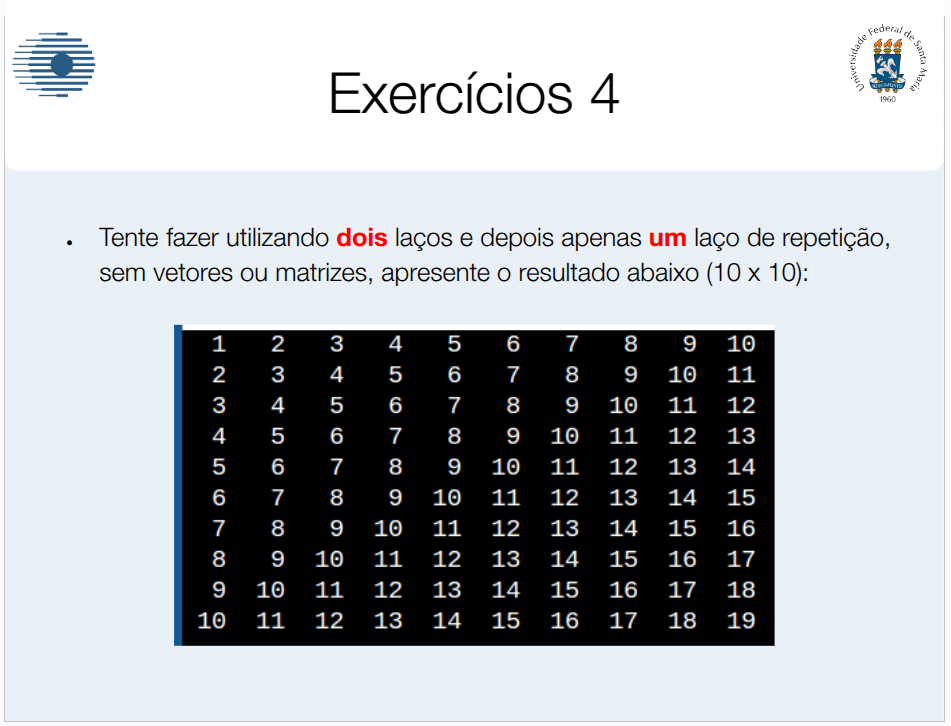 Universidade Federal de Santa Maria
1960
Exercícios 4
• Tente fazer utilizando dois laços e depois apenas um laço de repetição,
sem vetores ou matrizes, apresente o resultado abaixo (10 x 10):
1 2 3 4 5 6 7 8 9 10
2 3 4 5 6 7 8 9 10 11
3 4 5 6 7 8 9 10 11 12
4 5 6 7 8 9 10 11 12 13
5 6 7 8 9 10 11 12 13 14
6 7 8 9 10 11 12 13 14 15
7 8 9 10 11 12 13 14 15 16
8 9 10 11 12 13 14 15 16 17
9 10 11 12 13 14 15 16 17 18
10 11 12 13 14 15 16 17 18 19